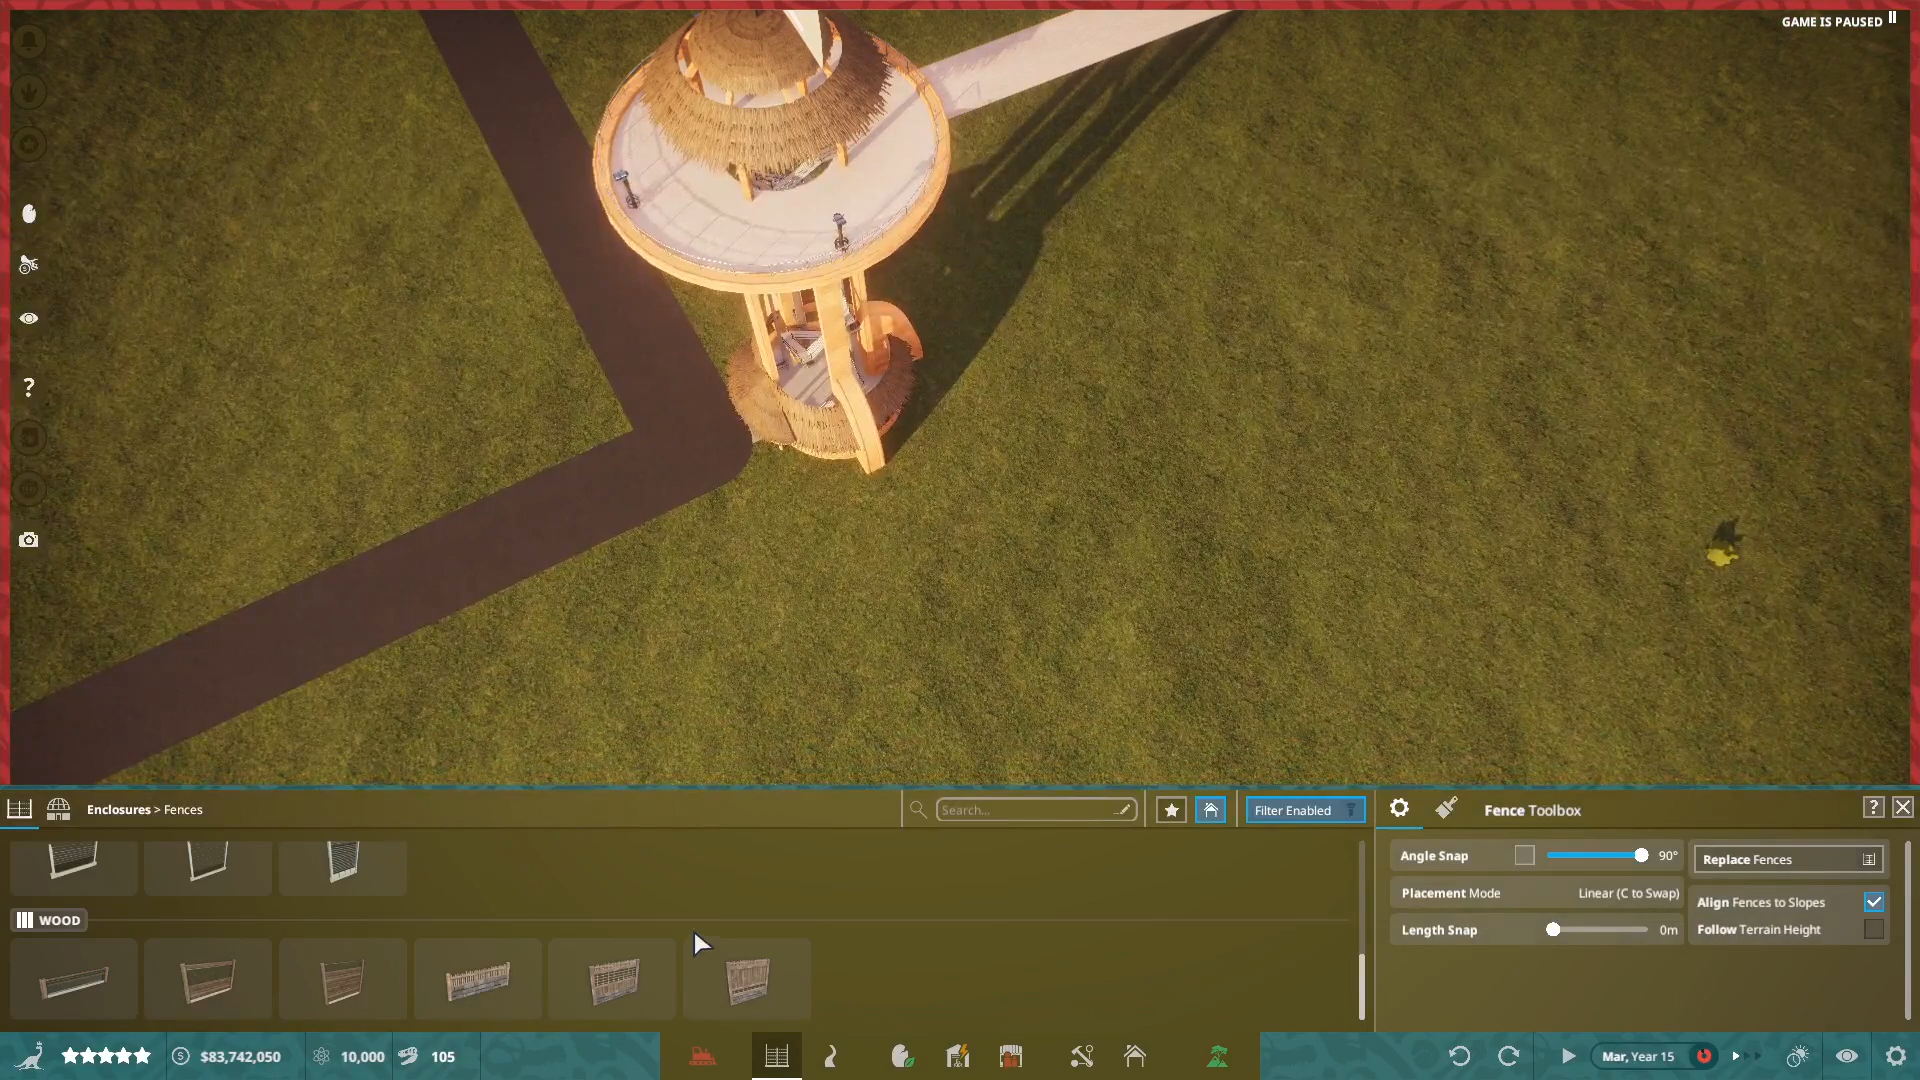 GAME IS PAUSED
Enclosures > Fences
Search...
Filter Enabled
Fence Toolbox
?
Angle Snap
90°
Replace Fences
Placement Mode
Linear (C to Swap)
Align Fences to Slopes
Length Snap
0m
Follow Terrain Height
WOOD
$83,742,050
10,000
105
Mar, Year 15